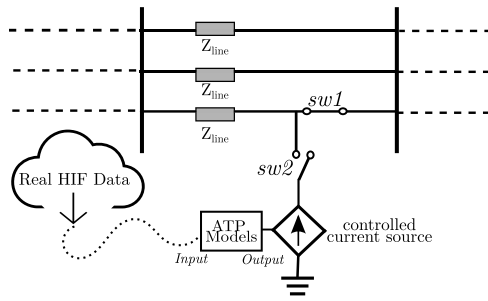 Z_line
Z_line
sw1
Z_line
sw2
Real HIF Data
ATP
Models
controlled
current source
Input
Output